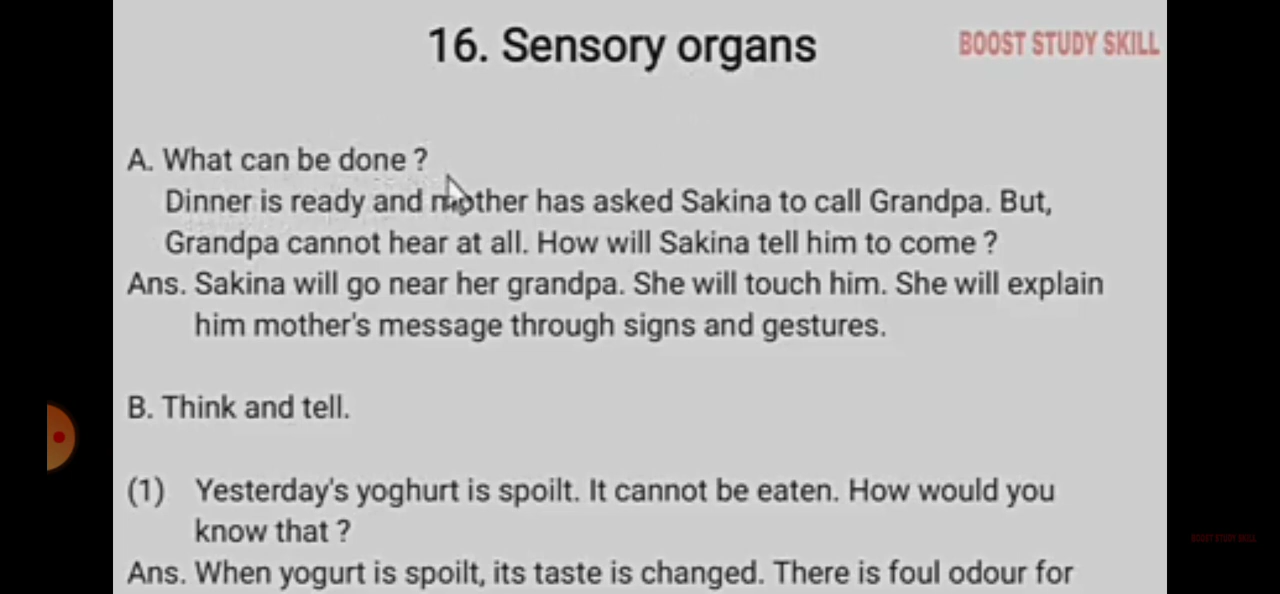 16. Sensory organs
BOOST STUDY SKILL
A. What can be done ?
Dinner is ready and mother has asked Sakina to call Grandpa. But,
Grandpa cannot hear at all. How will Sakina tell him to come ?
Ans. Sakina will go near her grandpa. She will touch him. She will explain
him mother's message through signs and gestures.
B. Think and tell.
(1) Yesterday's yoghurt is spoilt. It cannot be eaten. How would you
know that ?
BOOST STUDY SKILL
Ans. When yogurt is spoilt, its taste is changed. There is foul odour for